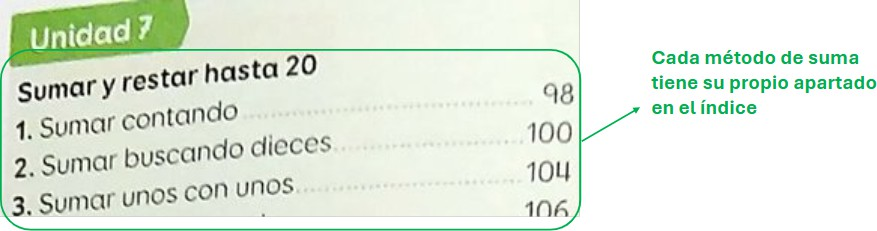 Unidad 7
Sumar y restar hasta 20
1. Sumar contando 98
2. Sumar buscando dieces 100
3. Sumar unos con unos 104
106
Cada método de suma
tiene su propio apartado
en el índice